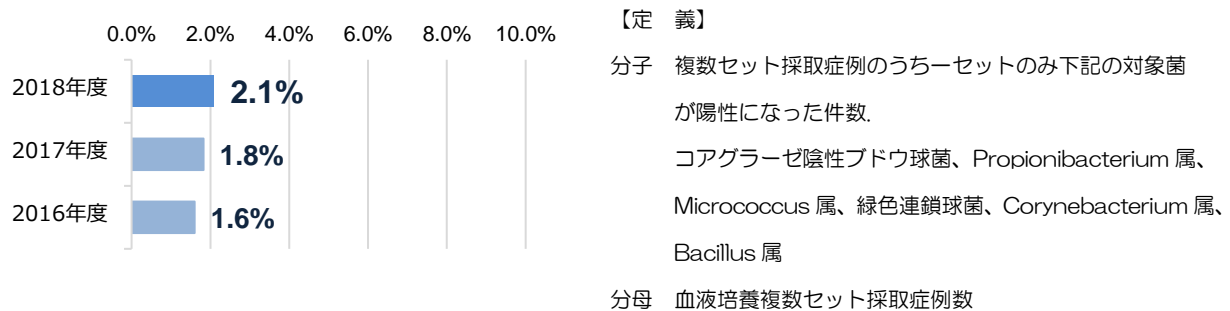 0.0% 2.0% 4.0% 6.0% 8.0% 10.0%
2018年度 2.1%
2017年度 1.8%
2016年度 1.6%
【定 義】
分子 複数セット採取症例のうち一セットのみ下記の対象菌
が陽性になった件数.
コアグラーゼ陰性ブドウ球菌、Propionibacterium 属、
Micrococcus 属、緑色連鎖球菌、Corynebacterium 属、
Bacillus 属
分母 血液培養複数セット採取症例数